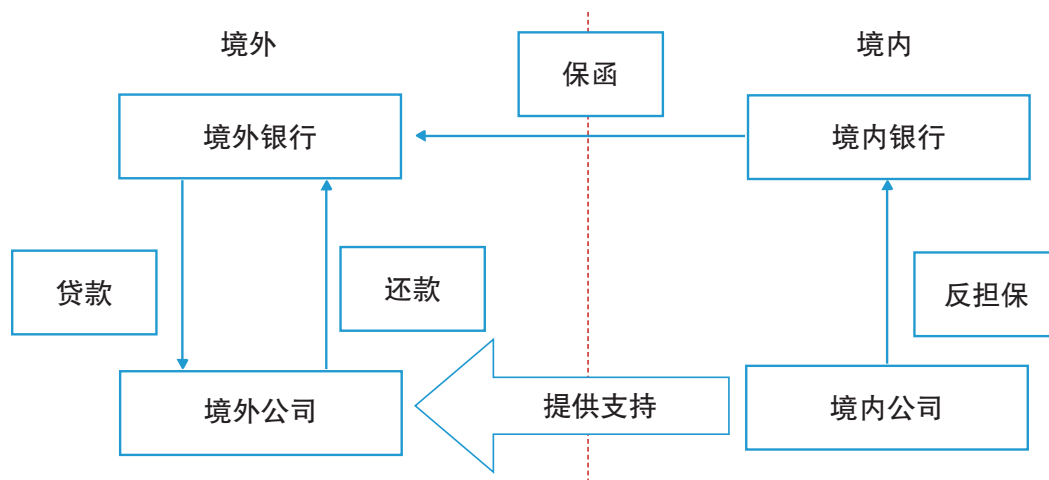 境外
境内
保函
境外银行
境内银行
贷款
还款
反担保
境外公司
提供支持
境内公司